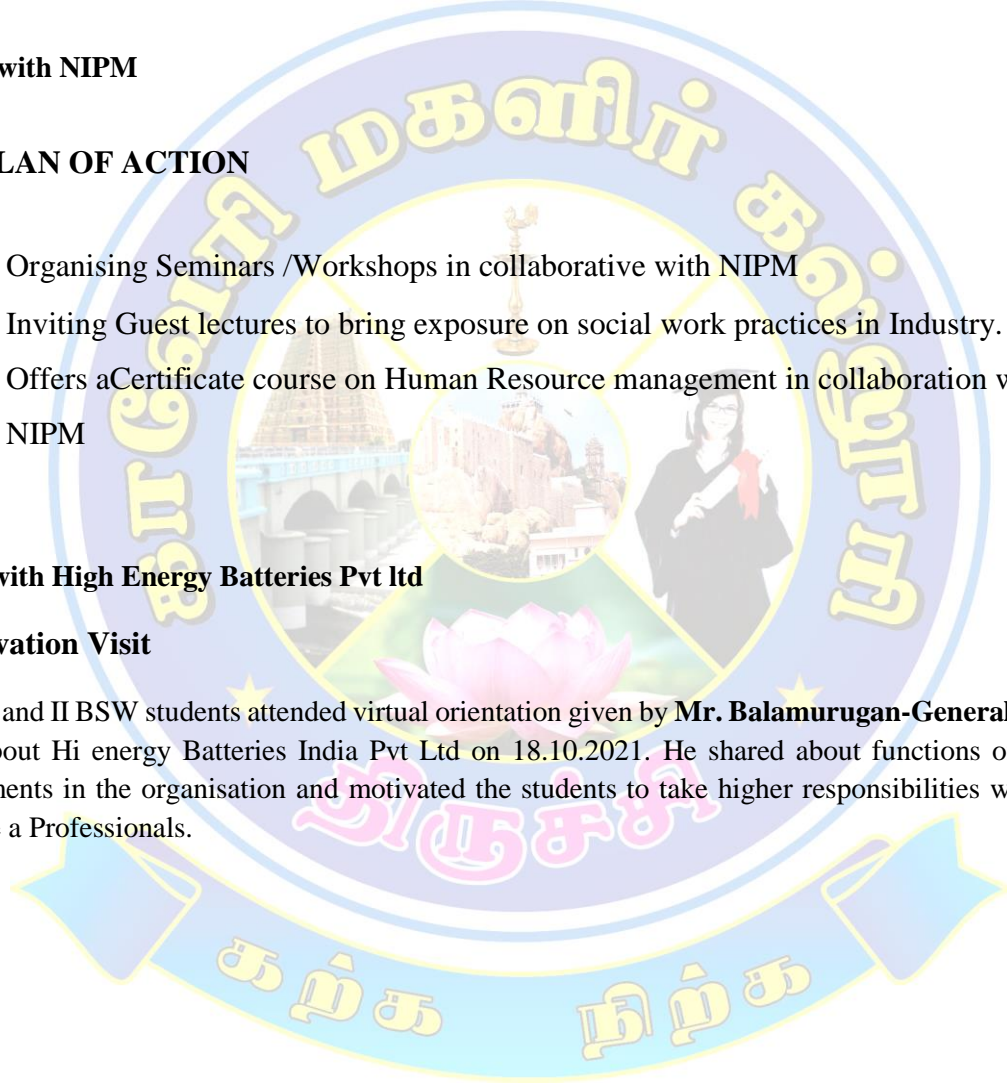 with NIPM
LAN OF ACTION
Organising Seminars /Workshops in collaborative with NIPM
Inviting Guest lectures to bring exposure on social work practices in Industry.
Offers aCertificate course on Human Resource management in collaboration w
NIPM
with High Energy Batteries Pvt ltd
vation Visit
and II BSW students attended virtual orientation given by Mr. Balamurugan-General
bout Hi energy Batteries India Pvt Ltd on 18.10.2021. He shared about functions o
ments in the organisation and motivated the students to take higher responsibilities w
a Professionals.
காவேரி மகளிர் கல்லூரி
திருச்சி
கற்க நிற்க